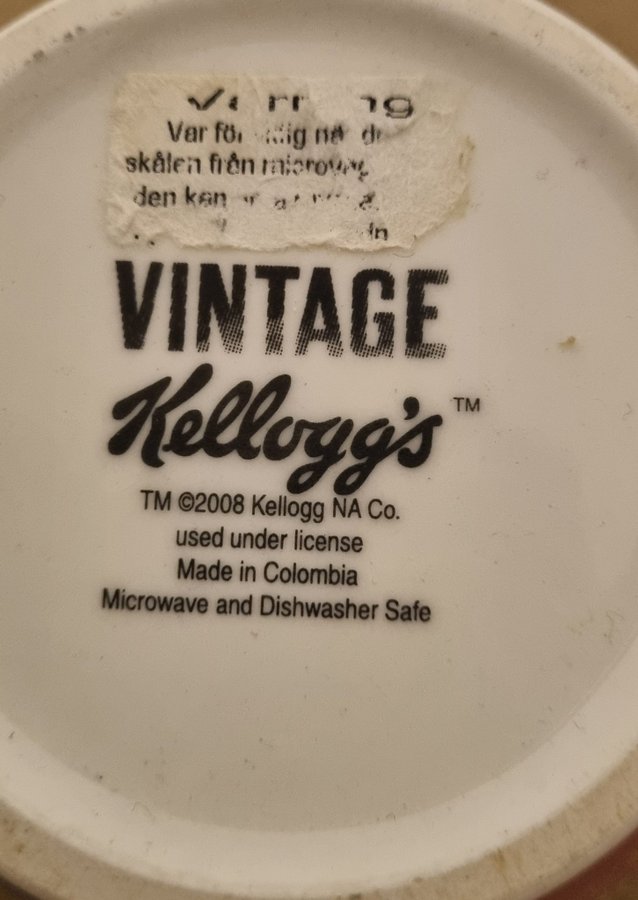 Var
skålen från
den kan
VINTAGE
Kellogg's™
TM ©2008 Kellogg NA Co.
used under license
Made in Colombia
Microwave and Dishwasher Safe